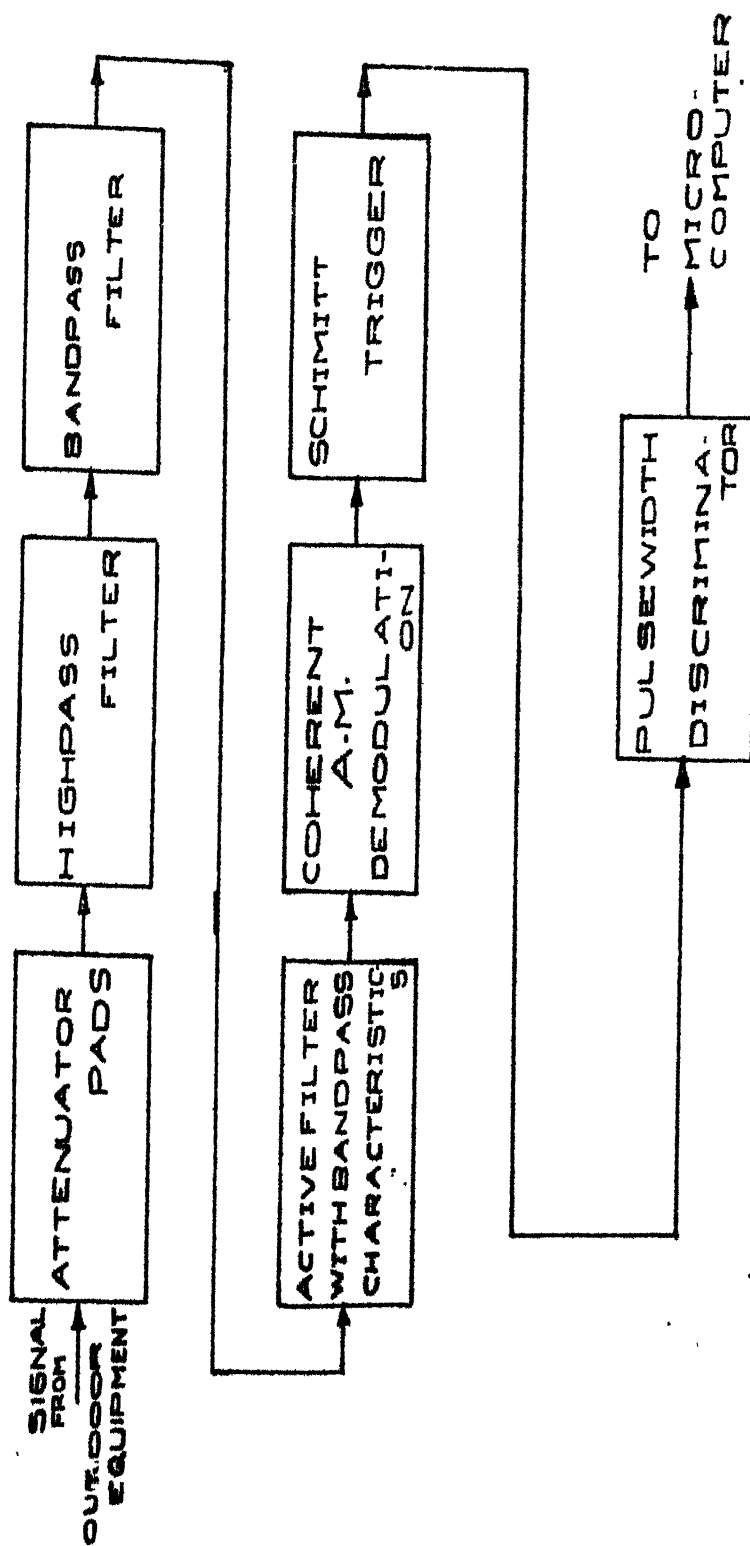 SIGNAL
FROM
OUTDOOR
EQUIPMENT
ATTENUATOR
PADS
HIGHPASS
FILTER
BANDPASS
FILTER
ACTIVE FILTER
WITH BANDPASS
CHARACTERISTIC-
S
COHERENT
A.M.
DEMODULATI-
ON
SCHIMITT
TRIGGER
PULSEWIDTH
DISCRIMINA-
TOR
TO
MICRO-
COMPUTER